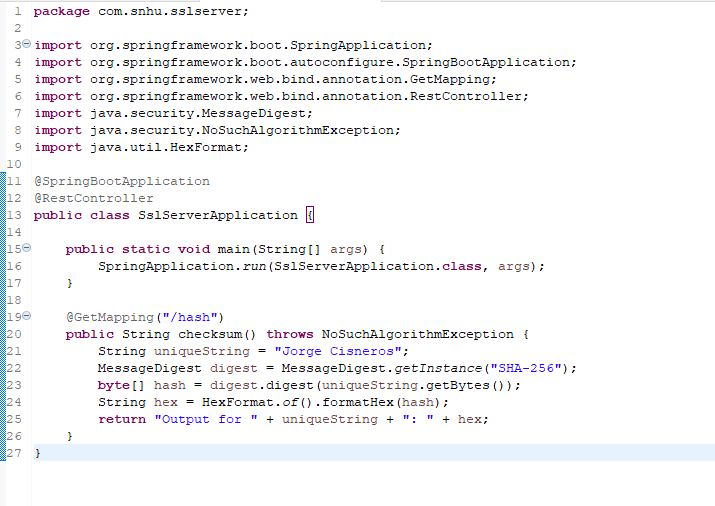 1 package com.snhu.sslserver;
2
3 import org.springframework.boot.SpringApplication;
4 import org.springframework.boot.autoconfigure.SpringBootApplication;
5 import org.springframework.web.bind.annotation.GetMapping;
6 import org.springframework.web.bind.annotation.RestController;
7 import java.security.MessageDigest;
8 import java.security.NoSuchAlgorithmException;
9 import java.util.HexFormat;
10
11 @SpringBootApplication
12 @RestController
13 public class SslServerApplication {
14
15     public static void main(String[] args) {
16         SpringApplication.run(SslServerApplication.class, args);
17     }
18
19     @GetMapping("/hash")
20     public String checksum() throws NoSuchAlgorithmException {
21         String uniqueString = "Jorge Cisneros";
22         MessageDigest digest = MessageDigest.getInstance("SHA-256");
23         byte[] hash = digest.digest(uniqueString.getBytes());
24         String hex = HexFormat.of().formatHex(hash);
25         return "Output for " + uniqueString + ": " + hex;
26     }
27 }